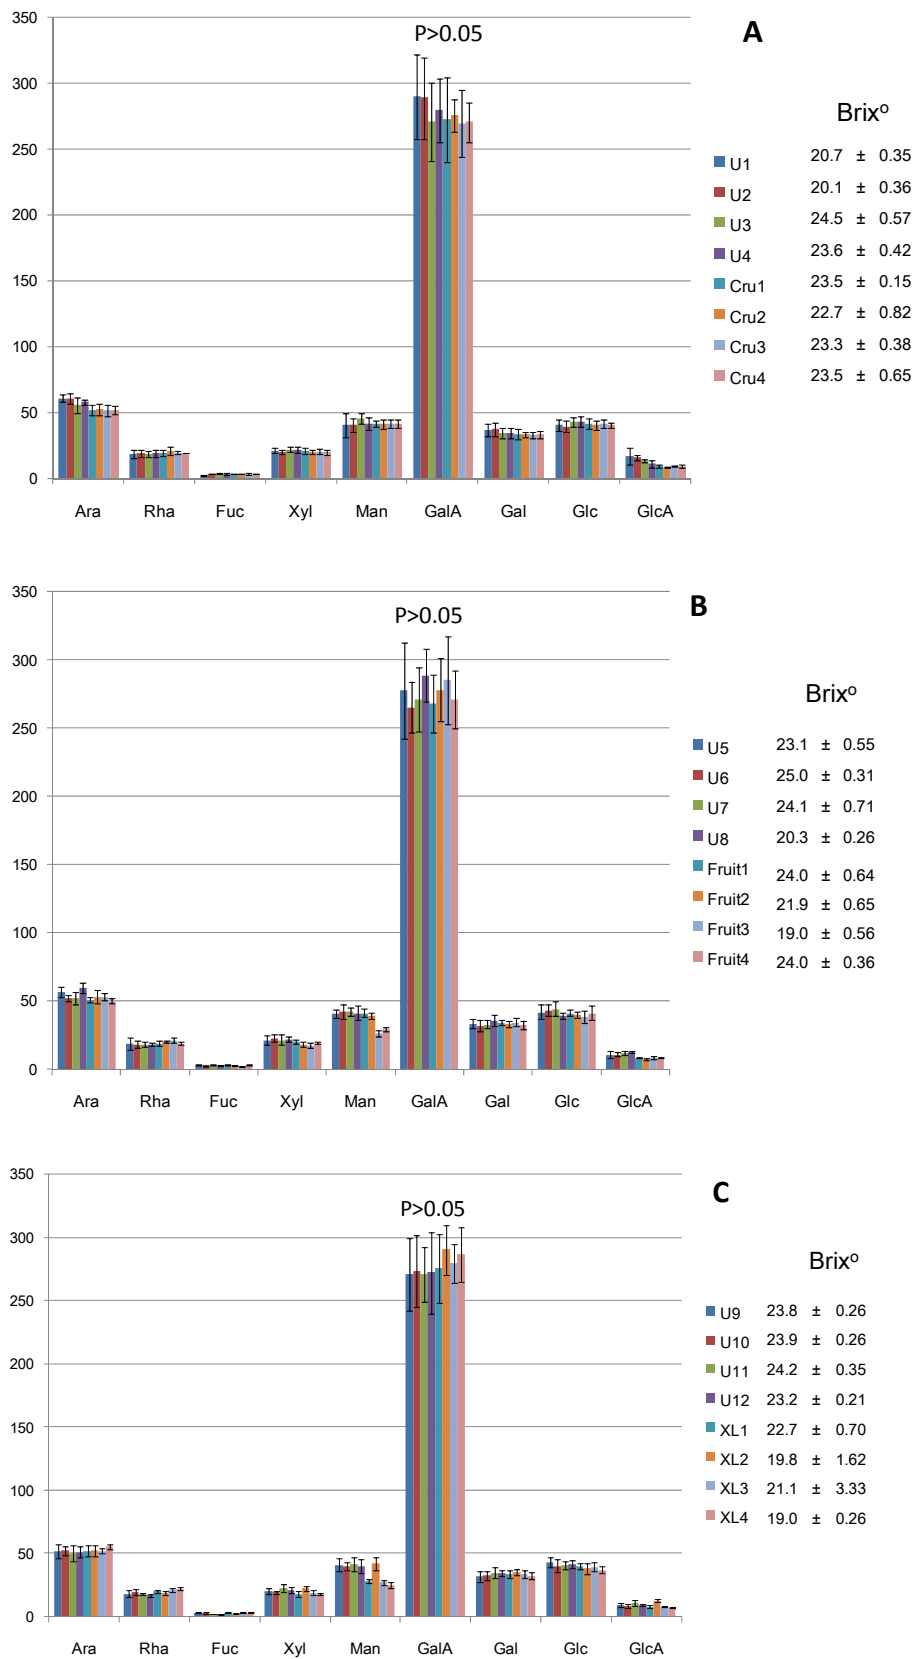 350
P>0.05
A
300
Brix°
250
U1 20.7 ± 0.35
U2 20.1 ± 0.36
200
U3 24.5 ± 0.57
U4 23.6 ± 0.42
150
Cru1 23.5 ± 0.15
Cru2 22.7 ± 0.82
100
Cru3 23.3 ± 0.38
Cru4 23.5 ± 0.65
50
0
Ara Rha Fuc Xyl Man GalA Gal Glc GlcA
350
P>0.05
B
300
Brix°
250
U5 23.1 ± 0.55
U6 25.0 ± 0.31
200
U7 24.1 ± 0.71
U8 20.3 ± 0.26
150
Fruit1 24.0 ± 0.64
Fruit2 21.9 ± 0.65
100
Fruit3 19.0 ± 0.56
Fruit4 24.0 ± 0.36
50
0
Ara Rha Fuc Xyl Man GalA Gal Glc GlcA
350
P>0.05
C
300
Brix°
250
U9 23.8 ± 0.26
U10 23.9 ± 0.26
200
U11 24.2 ± 0.35
U12 23.2 ± 0.21
150
XL1 22.7 ± 0.70
XL2 19.8 ± 1.62
100
XL3 21.1 ± 3.33
XL4 19.0 ± 0.26
50
0
Ara Rha Fuc Xyl Man GalA Gal Glc GlcA